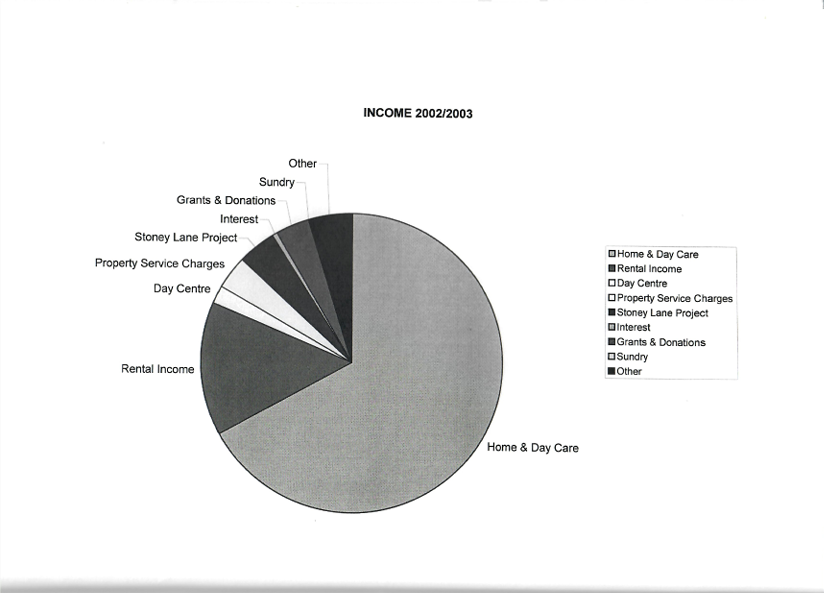 INCOME 2002/2003
Other
Sundry
Grants & Donations
Interest
Stoney Lane Project
Property Service Charges
Day Centre
Rental Income
Home & Day Care
Home & Day Care
Rental Income
Day Centre
Property Service Charges
Stoney Lane Project
Interest
Grants & Donations
Sundry
Other